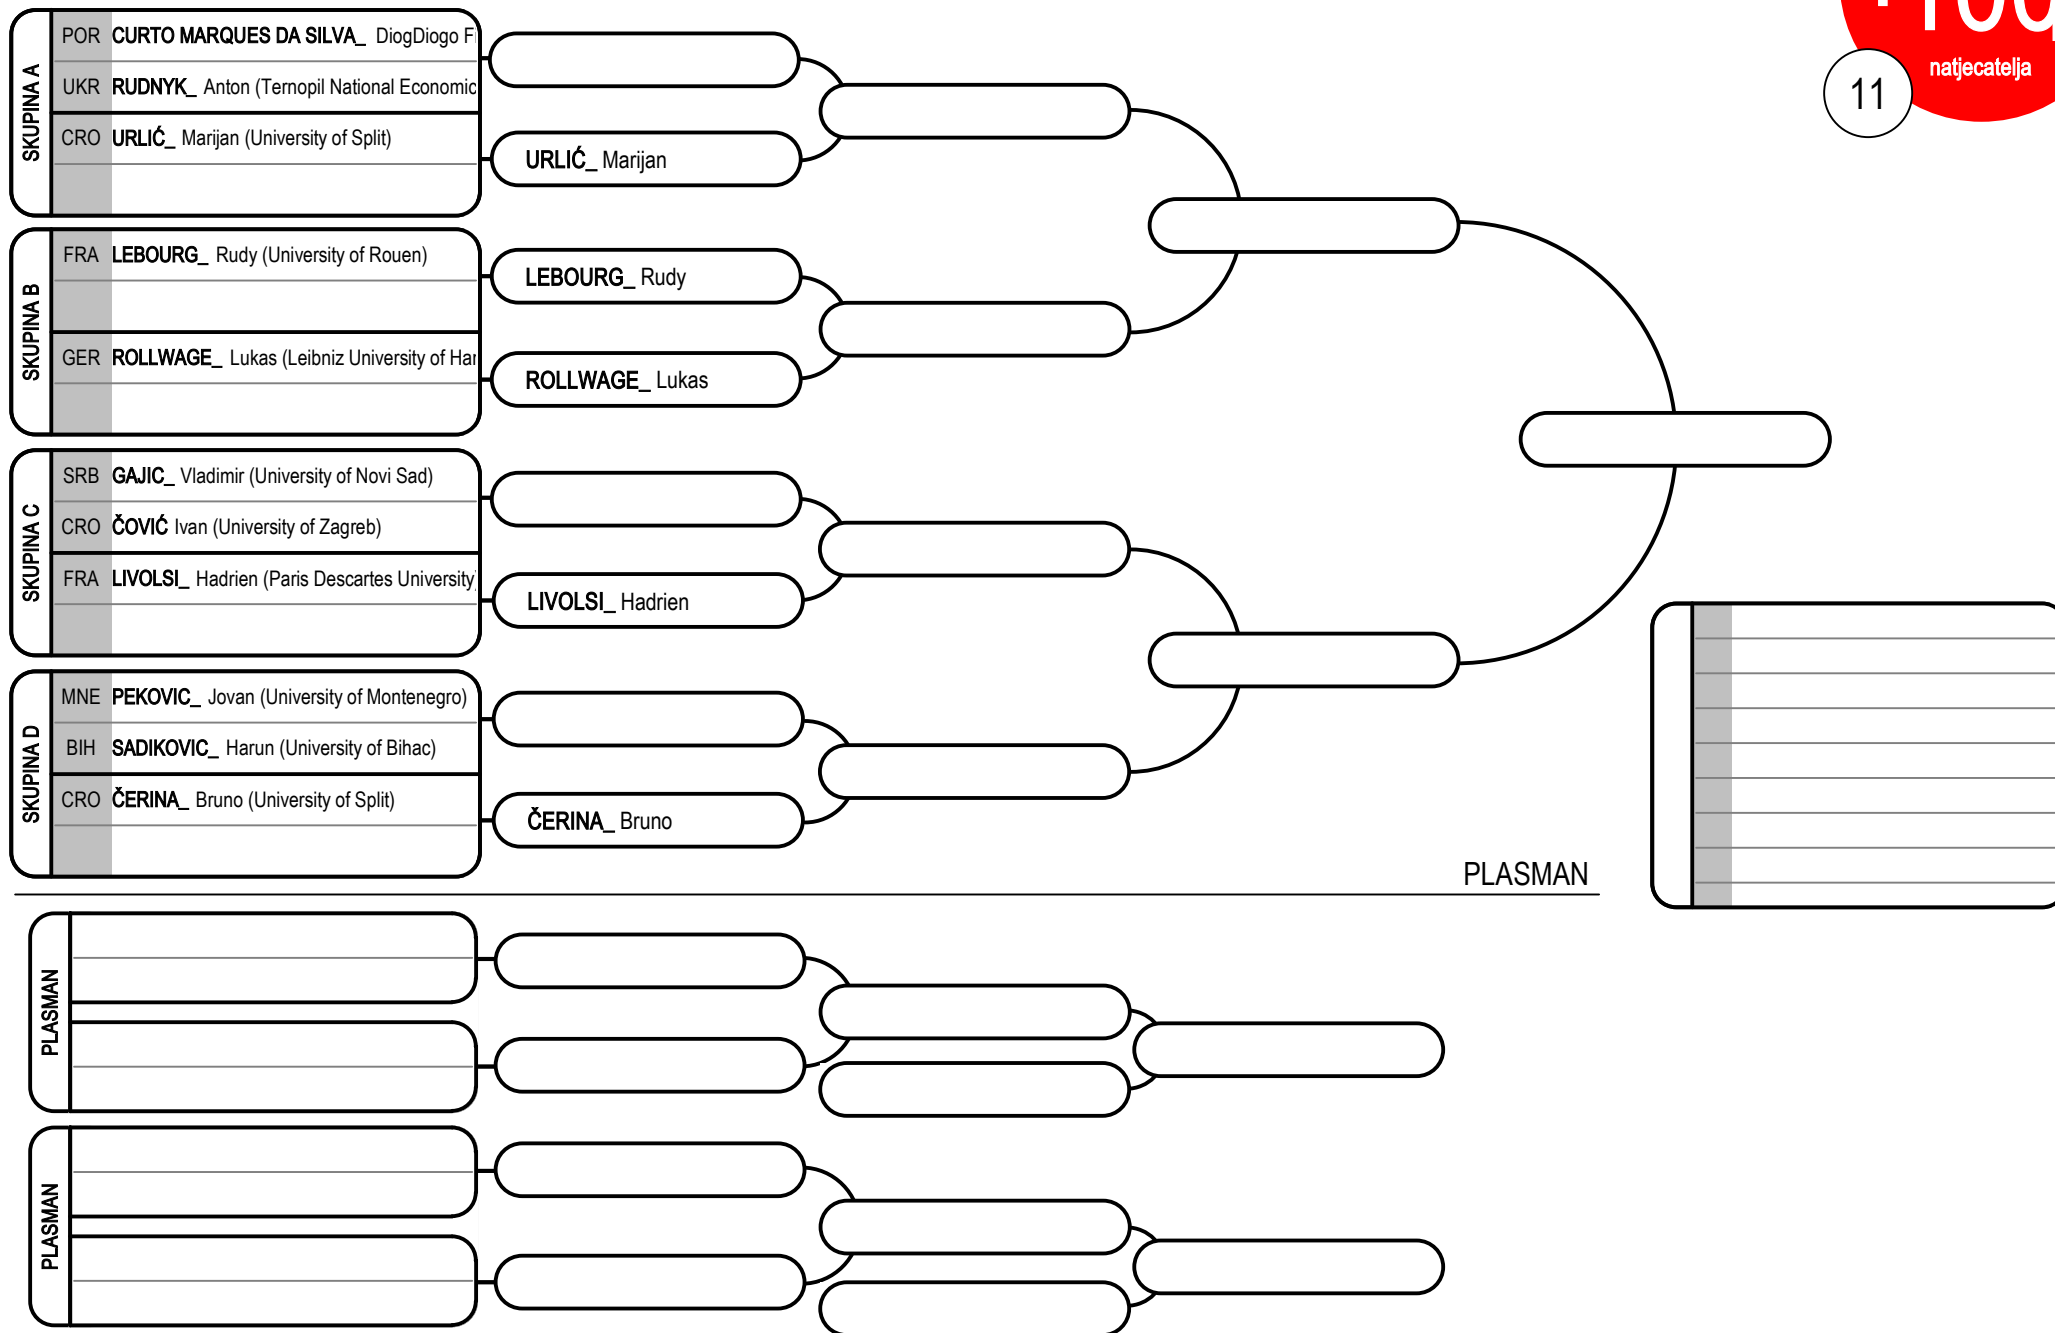 +100
natjecatelja
11
SKUPINA A
POR CURTO MARQUES DA SILVA_ DiogDiogo F
UKR RUDNYK_ Anton (Ternopil National Economic
CRO URLIĆ_ Marijan (University of Split)
URLIĆ_ Marijan
SKUPINA B
FRA LEBOURG_ Rudy (University of Rouen)
GER ROLLWAGE_ Lukas (Leibniz University of Ha
LEBOURG_ Rudy
ROLLWAGE_ Lukas
SKUPINA C
SRB GAJIC_ Vladimir (University of Novi Sad)
CRO ČOVIĆ Ivan (University of Zagreb)
FRA LIVOLSI_ Hadrien (Paris Descartes University)
LIVOLSI_ Hadrien
SKUPINA D
MNE PEKOVIC_ Jovan (University of Montenegro)
BIH SADIKOVIC_ Harun (University of Bihac)
CRO ČERINA_ Bruno (University of Split)
ČERINA_ Bruno
PLASMAN
PLASMAN
PLASMAN